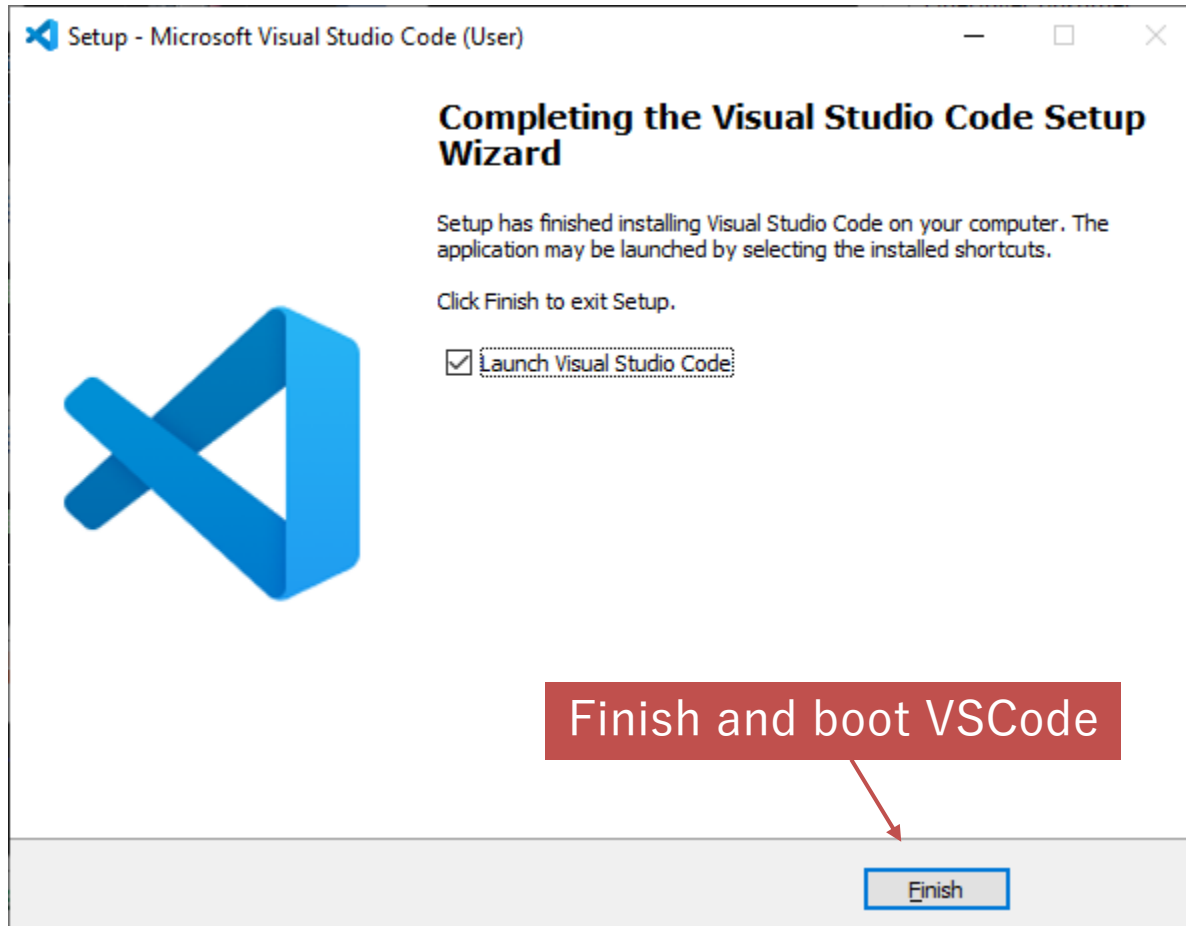 Setup - Microsoft Visual Studio Code (User)
Completing the Visual Studio Code Setup
Wizard
Setup has finished installing Visual Studio Code on your computer. The
application may be launched by selecting the installed shortcuts.
Click Finish to exit Setup.
Launch Visual Studio Code
Finish and boot VSCode
Finish